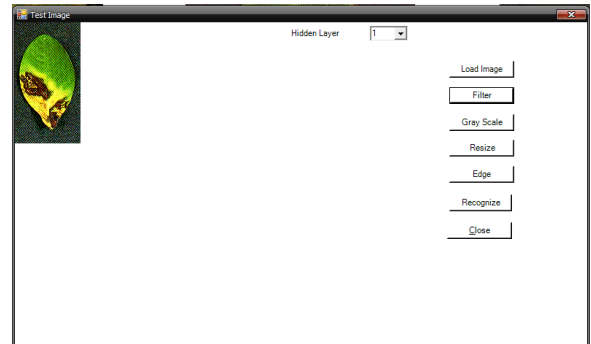 Test Image
Hidden Layer 1
Load Image
Filter
Gray Scale
Resize
Edge
Recognize
Close